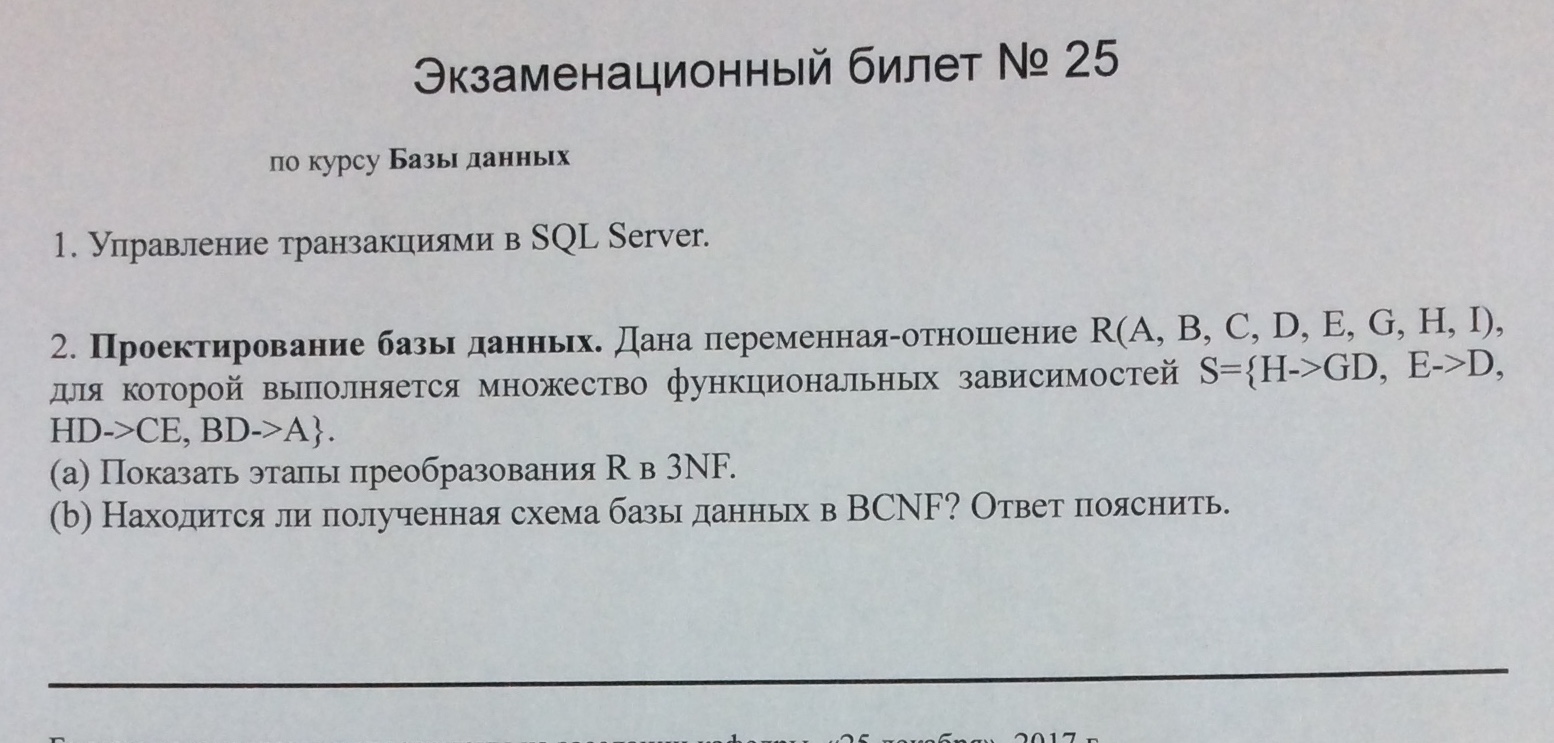 Экзаменационный билет № 25
по курсу Базы данных
1. Управление транзакциями в SQL Server.
2. Проектирование базы данных. Дана переменная-отношение R(A, B, C, D, E, G, H, I),
для которой выполняется множество функциональных зависимостей S={H->GD, E->D,
HD->CE, BD->A}.
(a) Показать этапы преобразования R в 3NF.
(b) Находится ли полученная схема базы данных в BCNF? Ответ пояснить.
кафедры «25 декабря» 2017 г.